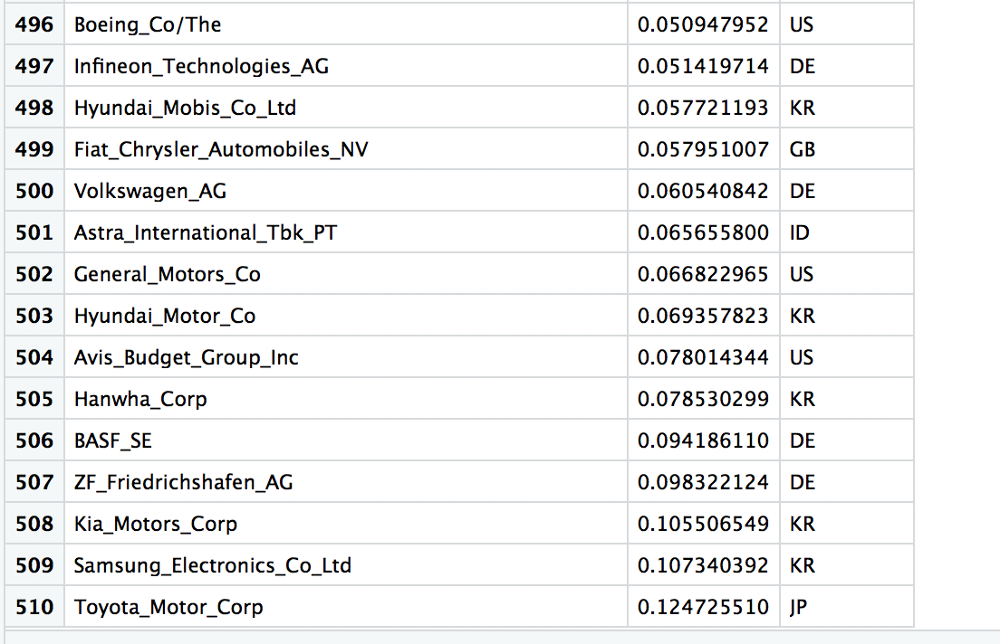 496 Boeing_Co/The 0.050947952 US
497 Infineon_Technologies_AG 0.051419714 DE
498 Hyundai_Mobis_Co_Ltd 0.057721193 KR
499 Fiat_Chrysler_Automobiles_NV 0.057951007 GB
500 Volkswagen_AG 0.060540842 DE
501 Astra_International_Tbk_PT 0.065655800 ID
502 General_Motors_Co 0.066822965 US
503 Hyundai_Motor_Co 0.069357823 KR
504 Avis_Budget_Group_Inc 0.078014344 US
505 Hanwha_Corp 0.078530299 KR
506 BASF_SE 0.094186110 DE
507 ZF_Friedrichshafen_AG 0.098322124 DE
508 Kia_Motors_Corp 0.105506549 KR
509 Samsung_Electronics_Co_Ltd 0.107340392 KR
510 Toyota_Motor_Corp 0.124725510 JP